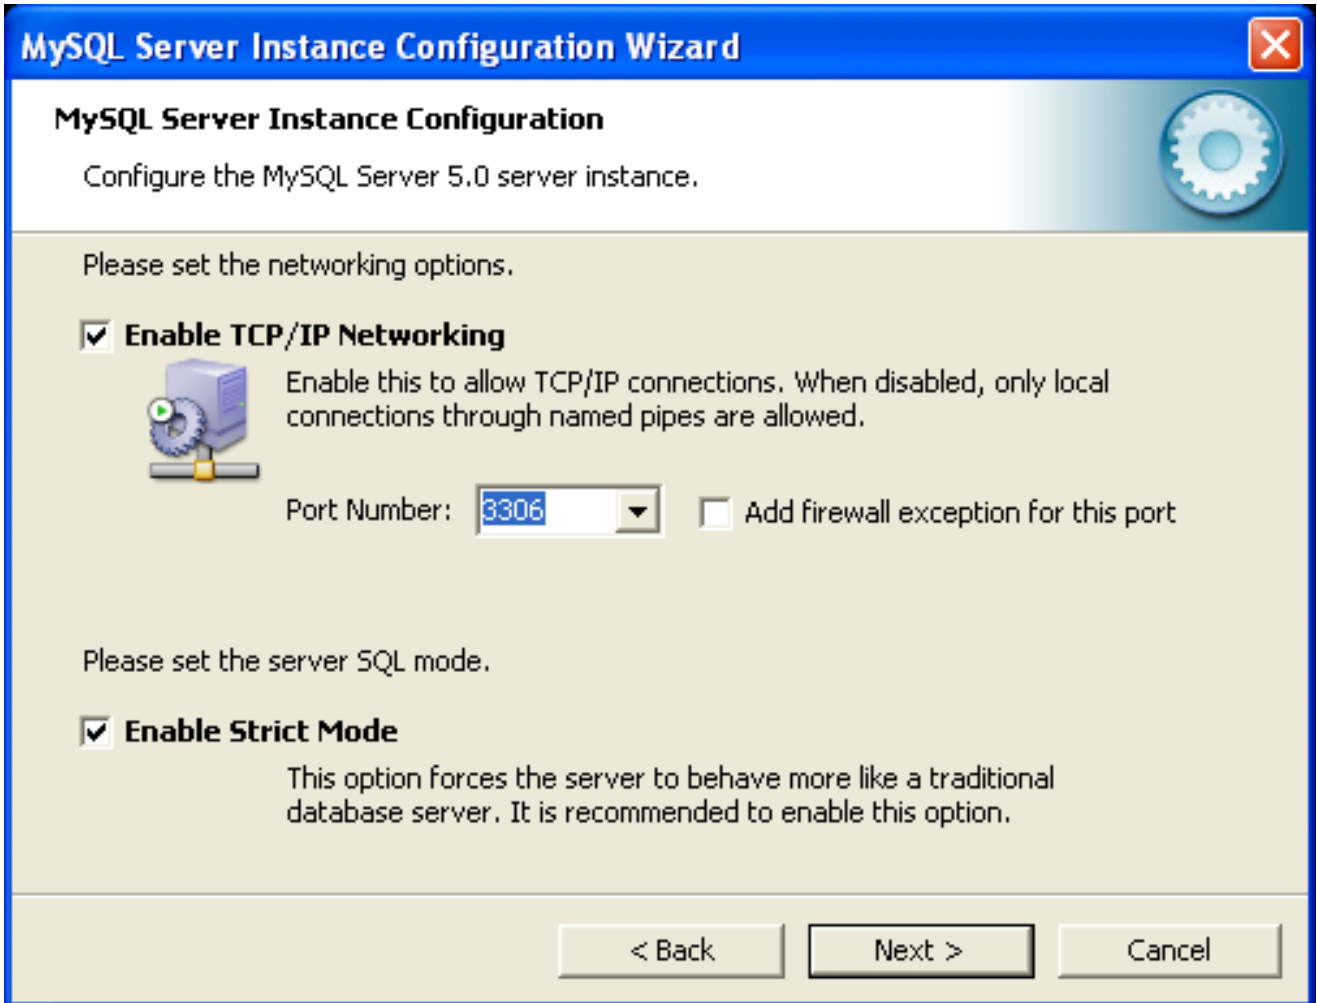 MySQL Server Instance Configuration Wizard
MySQL Server Instance Configuration
Configure the MySQL Server 5.0 server instance.
Please set the networking options.
Enable TCP/IP Networking
Enable this to allow TCP/IP connections. When disabled, only local
connections through named pipes are allowed.
Port Number: 3306 Add firewall exception for this port
Please set the server SQL mode.
Enable Strict Mode
This option forces the server to behave more like a traditional
database server. It is recommended to enable this option.
< Back Next > Cancel